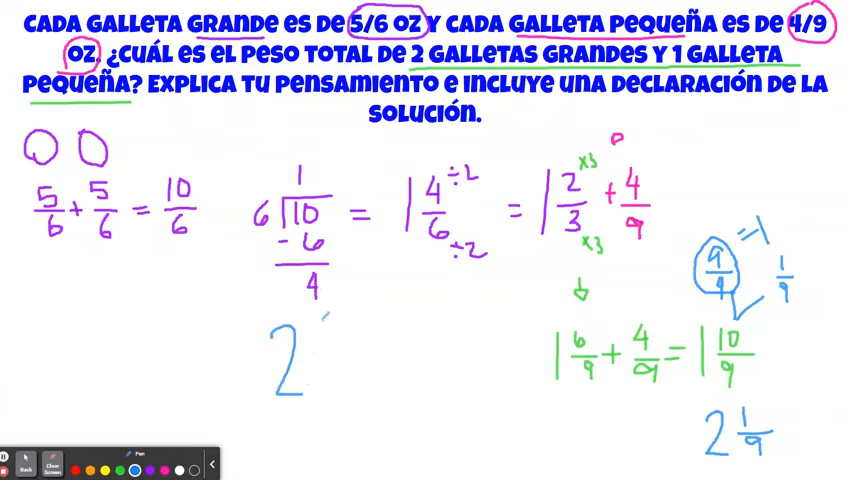 CADA GALLETA GRANDE ES DE 5/6 OZ Y CADA GALLETA PEQUEÑA ES DE 4/9
OZ. ¿CUÁL ES EL PESO TOTAL DE 2 GALLETAS GRANDES Y 1 GALLETA
PEQUEÑA? EXPLICA TU PENSAMIENTO E INCLUYE UNA DECLARACIÓN DE LA
SOLUCIÓN.
5/6 + 5/6 = 10/6
1
6 10 = 1 4/6 ÷2 ÷2 = 1 2/3 ×3 ×3 + 4/9
- 6
4
9/9 = 1 1/9
1 6/9 + 4/9 = 1 10/9
2 1/9
2
Pen
Back
Clear Screen